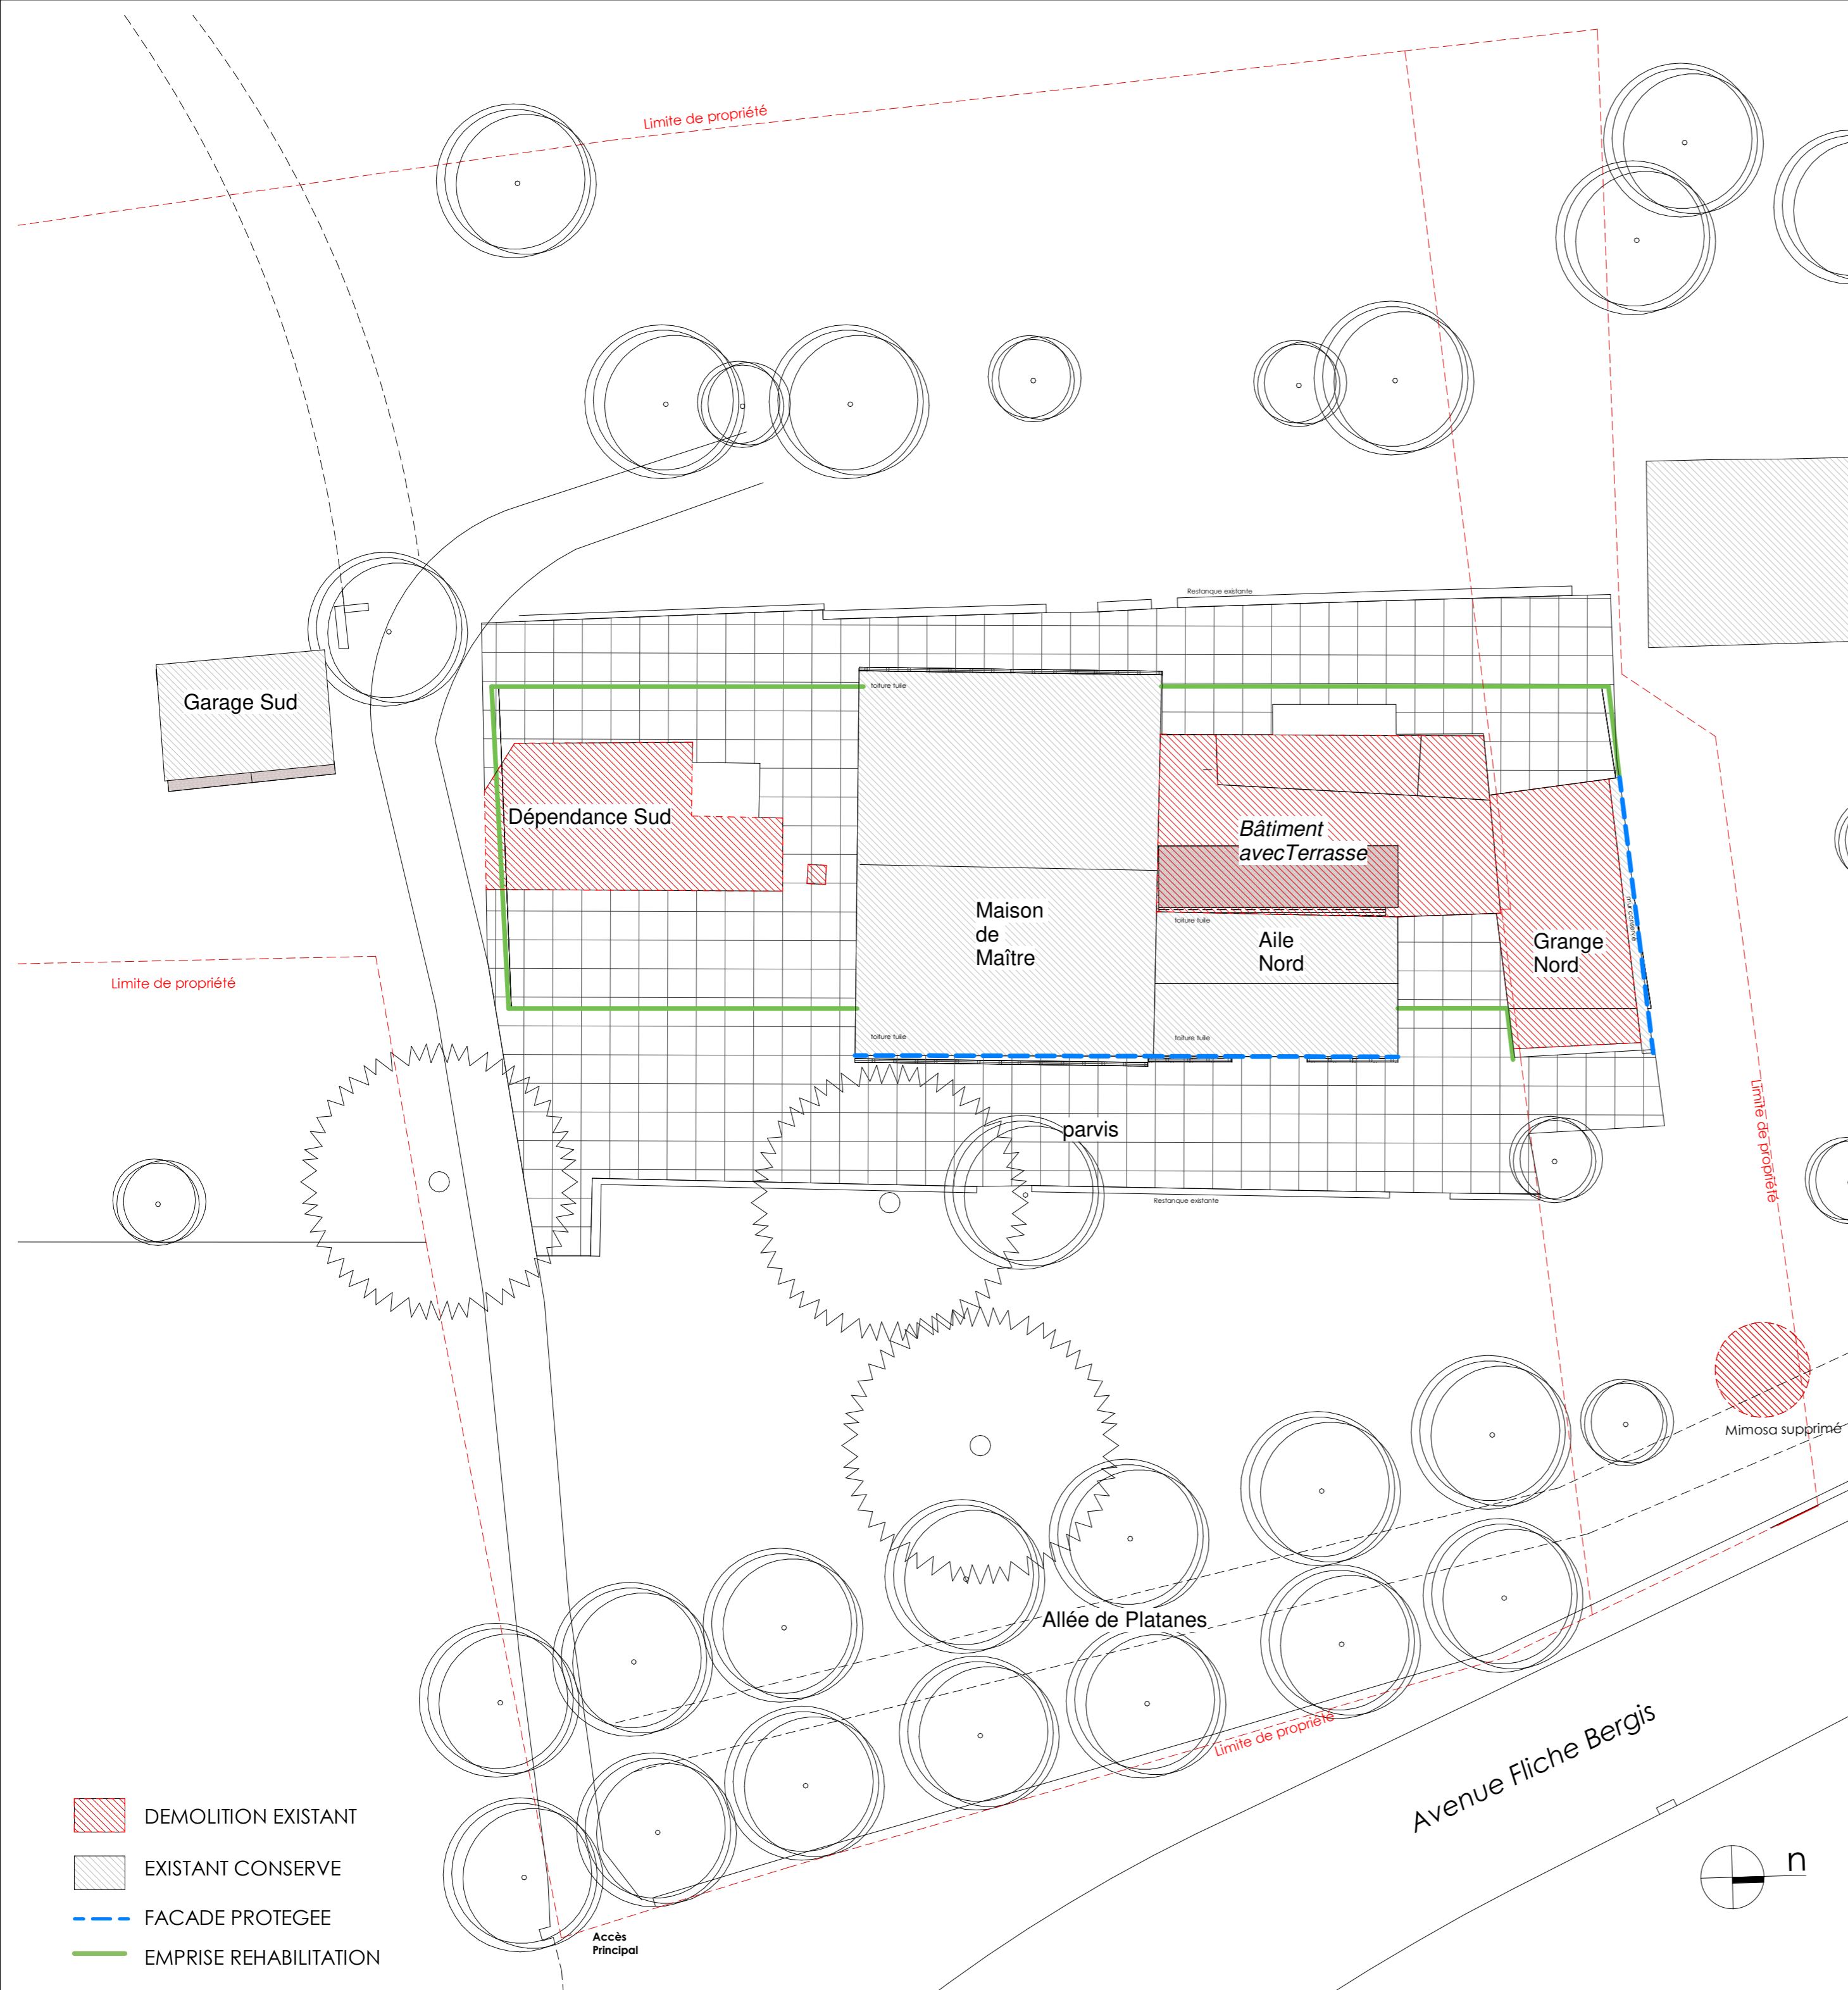 Limite de propriété
Restanque existante
toiture tuile
Garage Sud
Dépendance Sud
Bâtiment
avecTerrasse
mur conservé
Maison
de
Maître
toiture tuile
Aile
Nord
Grange
Nord
Limite de propriété
toiture tuile
toiture tuile
parvis
Limite de propriété
Restanque existante
Mimosa supprimé
Allée de Platanes
Limite de propriété
Avenue Fliche Bergis
DEMOLITION EXISTANT
EXISTANT CONSERVE
FACADE PROTEGEE
EMPRISE REHABILITATION
Accès
Principal
n